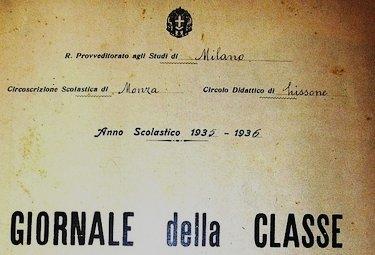 R. Provveditorato agli Studi di Milano
Circoscrizione Scolastica di Monza Circolo Didattico di Lissone
Anno Scolastico 1935 - 1936
GIORNALE della CLASSE